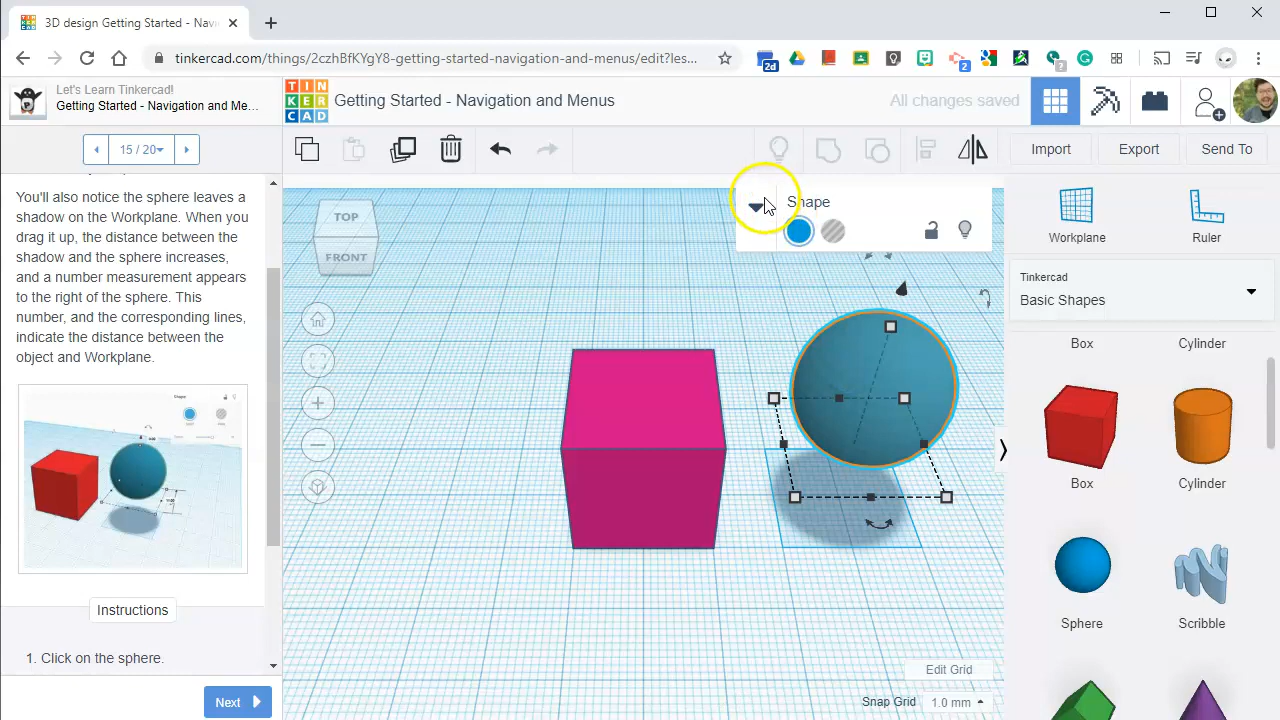 3D design Getting Started - Navi
tinkercad.com/things/2czhBfKYgY8-getting-started-navigation-and-menus/edit?les...
2d
2
?
Let's Learn Tinkercad!
Getting Started - Navigation and Me...
TIN
KER
CAD
Getting Started - Navigation and Menus
All changes saved
15 / 20
Import
Export
Send To
You'll also notice the sphere leaves a
shadow on the Workplane. When you
drag it up, the distance between the
shadow and the sphere increases,
and a number measurement appears
to the right of the sphere. This
number, and the corresponding lines,
indicate the distance between the
object and Workplane.
Instructions
1. Click on the sphere.
Next
TOP
FRONT
Shape
Edit Grid
Snap Grid
1.0 mm
Workplane
Ruler
Tinkercad
Basic Shapes
Box
Cylinder
Box
Cylinder
Sphere
Scribble